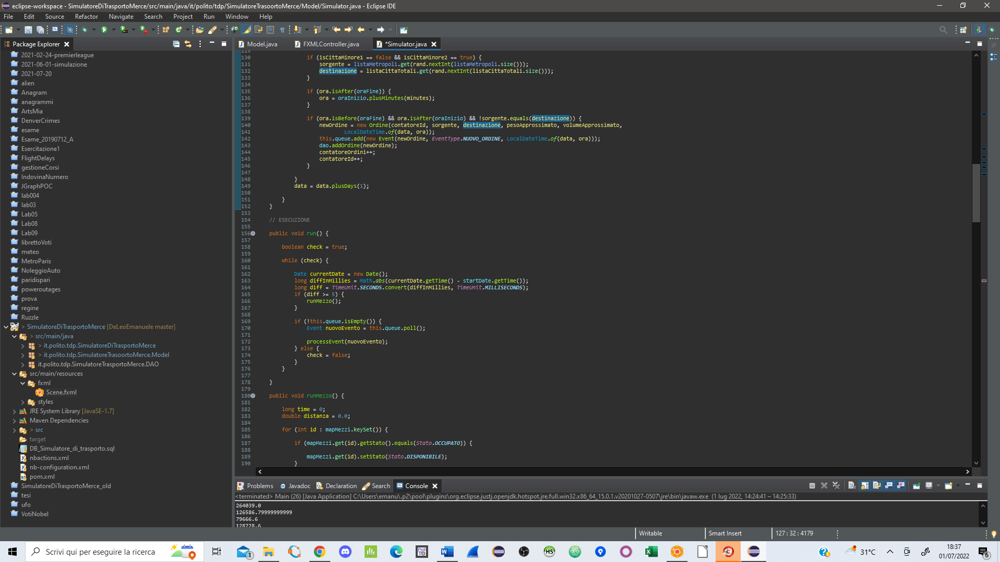 eclipse-workspace - SimulatoreDiTrasportoMerce/src/main/java/it/polito/tdp/SimulatoreTrasoortoMerce/Model/Simulator.java - Eclipse IDE
File Edit Source Refactor Navigate Search Project Run Window Help
Package Explorer
2021-02-24-premierleague
2021-06-01-simulazione
2021-07-20
alien
Anagram
anagrammi
ArtsMia
DenverCrimes
esame
Esame_20190712_A
Esercitazione1
FlightDelays
gestioneCorsi
IndovinaNumero
JGraphPOC
lab004
lab03
Lab05
Lab08
Lab09
librettoVoti
meteo
MetroParis
NoleggioAuto
paridispari
poweroutages
prova
regine
Ruzzle
> SimulatoreDiTrasportoMerce [DeLeoEmanuele master]
> src/main/java
> it.polito.tdp.SimulatoreDiTrasportoMerce
> it.polito.tdp.SimulatoreTrasoortoMerce.Model
it.polito.tdp.SimulatoreTrasportoMerce.DAO
src/main/resources
fxml
Scene.fxml
styles
JRE System Library [JavaSE-1.7]
Maven Dependencies
> src
target
DB_Simulatore_di_trasporto.sql
nbactions.xml
nb-configuration.xml
pom.xml
SimulatoreDiTrasportoMerce_old
tesi
ufo
VotiNobel
Model.java FXMLController.java *Simulator.java
129
130 if (isCittaMinore1 == false && isCittaMinore2 == true) {
131 sorgente = listaMetropoli.get(rand.nextInt(listaMetropoli.size()));
132 destinazione = listaCittaTotali.get(rand.nextInt(listaCittaTotali.size()));
133 }
134
135 if (ora.isAfter(oraFine)) {
136 ora = oraInizio.plusMinutes(minutes);
137 }
138
139 if (ora.isBefore(oraFine) && ora.isAfter(oraInizio) && !sorgente.equals(destinazione)) {
140 newOrdine = new Ordine(contatoreId, sorgente, destinazione, pesoApprossimato, volumeApprossimato,
141 LocalDateTime.of(data, ora));
142 this.queue.add(new Event(newOrdine, EventType.NUOVO_ORDINE, LocalDateTime.of(data, ora)));
143 dao.addOrdine(newOrdine);
144 contatoreOrdini++;
145 contatoreId++;
146 }
147
148 }
149 data = data.plusDays(1);
150
151 }
152 }
153
154 // ESECUZIONE
155
156 public void run() {
157
158 boolean check = true;
159
160 while (check) {
161
162 Date currentDate = new Date();
163 long diffInMillies = Math.abs(currentDate.getTime() - startDate.getTime());
164 long diff = TimeUnit.SECONDS.convert(diffInMillies, TimeUnit.MILLISECONDS);
165 if (diff >= 5) {
166 runMezzo();
167 }
168
169 if (!this.queue.isEmpty()) {
170 Event nuovoEvento = this.queue.poll();
171
172 processEvent(nuovoEvento);
173 } else {
174 check = false;
175 }
176 }
177
178 }
179
180 public void runMezzo() {
181
182 long time = 0;
183 double distanza = 0.0;
184
185 for (int id : mapMezzi.keySet()) {
186
187 if (mapMezzi.get(id).getStato().equals(Stato.OCCUPATO)) {
188
189 mapMezzi.get(id).setStato(Stato.DISPONIBILE);
190 }
Problems Javadoc Declaration Search Console
<terminated> Main (26) [Java Application] C:\Users\emanu\.p2\pool\plugins\org.eclipse.justj.openjdk.hotspot.jre.full.win32.x86_64_15.0.1.v20201027-0507\jre\bin\javaw.exe (1 lug 2022, 14:24:41 – 14:25:33)
264039.0
126586.79999999999
79666.6
128728.6
Writable Smart Insert 127 : 32 : 4179
Scrivi qui per eseguire la ricerca
1
Poli TO
HS
31°C
18:37
01/07/2022
6